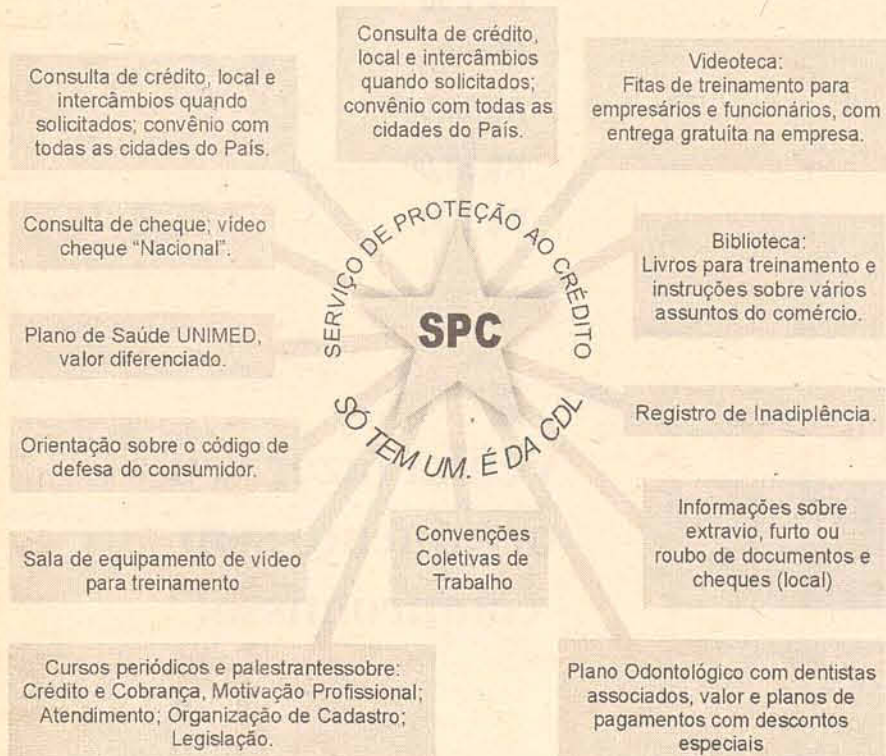 Consulta de crédito, local e
intercâmbios quando
solicitados; convênio com
todas as cidades do País.
Consulta de crédito,
local e intercâmbios
quando solicitados;
convênio com todas as
cidades do País.
Videoteca:
Fitas de treinamento para
empresários e funcionários, com
entrega gratuíta na empresa.
Consulta de cheque; vídeo
cheque “Nacional”.
Biblioteca:
Livros para treinamento e
instruções sobre vários
assuntos do comércio.
SERVIÇO DE PROTEÇÃO AO CRÉDITO
SPC
SÓ TEM UM. É DA CDL
Plano de Saúde UNIMED,
valor diferenciado.
Registro de Inadiplência.
Orientação sobre o código de
defesa do consumidor.
Informações sobre
extravio, furto ou
roubo de documentos e
cheques (local)
Sala de equipamento de vídeo
para treinamento
Convenções
Coletivas de
Trabalho
Cursos periódicos e palestrantessobre:
Crédito e Cobrança, Motivação Profissional;
Atendimento; Organização de Cadastro;
Legislação.
Plano Odontológico com dentistas
associados, valor e planos de
pagamentos com descontos
especiais